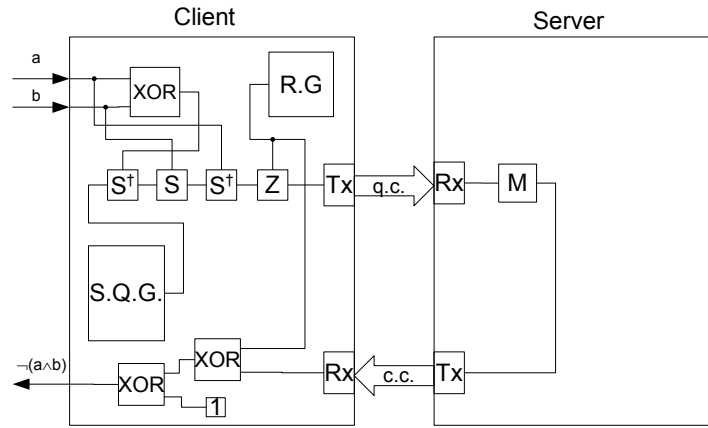 Client
Server
a
b
XOR
R.G
S†
S
S†
Z
Tx
q.c.
Rx
M
S.Q.G.
¬(a∧b)
XOR
XOR
1
Rx
c.c.
Tx